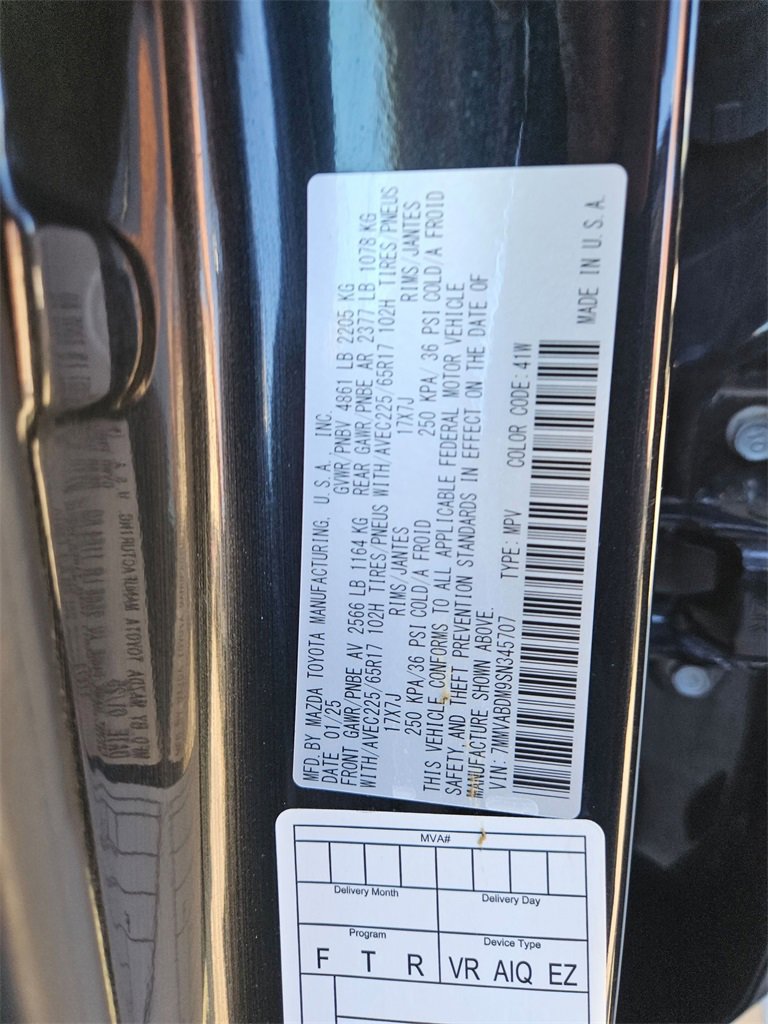 MFD.BY MAZDA TOYOTA MANUFACTURING, U.S.A. INC.
DATE 01/25 GVWR/PNBV 4861 LB 2205 KG
FRONT GAWR/PNBE AV 2566 LB 1164 KG REAR GAWR/PNBE AR 2377 LB 1078 KG
WITH/AVEC225/65R17 102H TIRES/PNEUS WITH/AVEC225/65R17 102H TIRES/PNEUS
17X7J RIMS/JANTES 17X7J RIMS/JANTES
250 KPA/36 PSI COLD/A FROID 250 KPA/ 36 PSI COLD/A FROID
THIS VEHICLE CONFORMS TO ALL APPLICABLE FEDERAL MOTOR VEHICLE
SAFETY AND THEFT PREVENTION STANDARDS IN EFFECT ON THE DATE OF
MANUFACTURE SHOWN ABOVE.
VIN: 7MMVABDM9SN345707 TYPE: MPV COLOR CODE: 41W
MADE IN U.S.A.
MVA#
Delivery Month Delivery Day
Program Device Type
F T R VR AIQ EZ